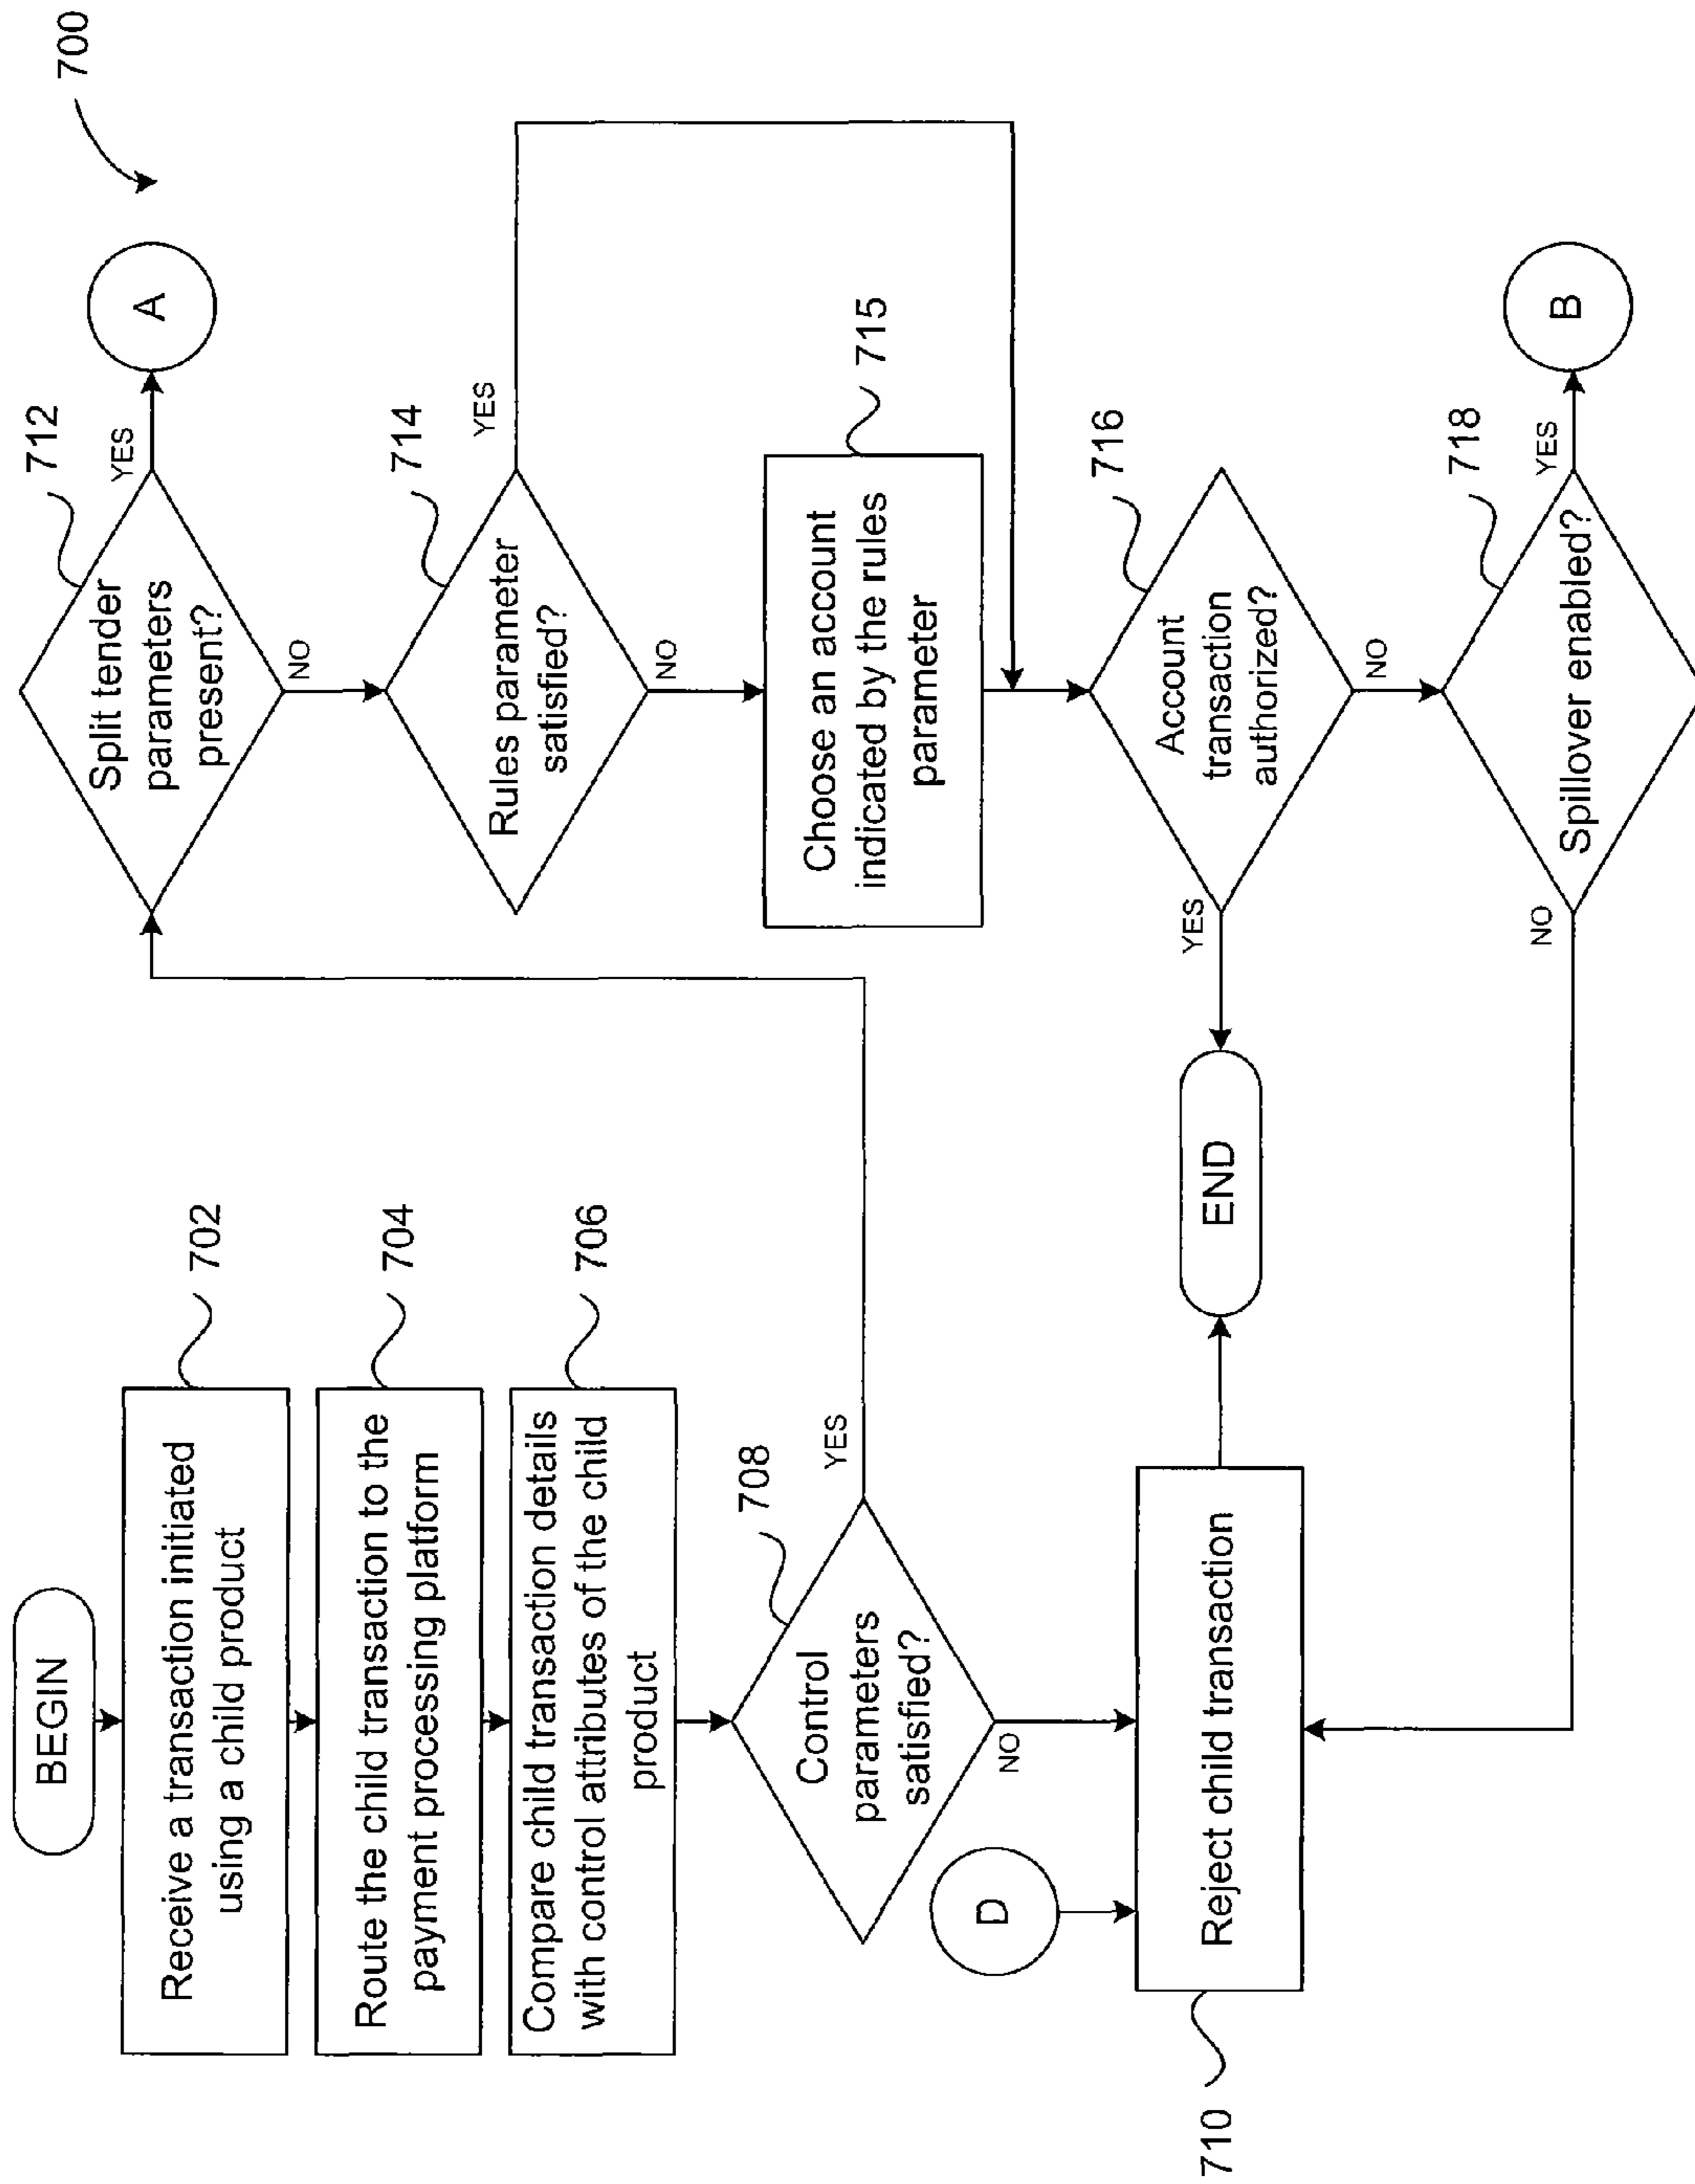 700
BEGIN
Receive a transaction initiated
using a child product
702
Route the child transaction to the
payment processing platform
704
Compare child transaction details
with control attributes of the child
product
706
Control
parameters
satisfied?
708
YES
NO
D
Reject child transaction
710
END
Split tender
parameters
present?
712
YES
A
NO
Rules parameter
satisfied?
714
YES
NO
Choose an account
indicated by the rules
parameter
715
Account
transaction
authorized?
716
YES
NO
Spillover enabled?
718
YES
B
NO